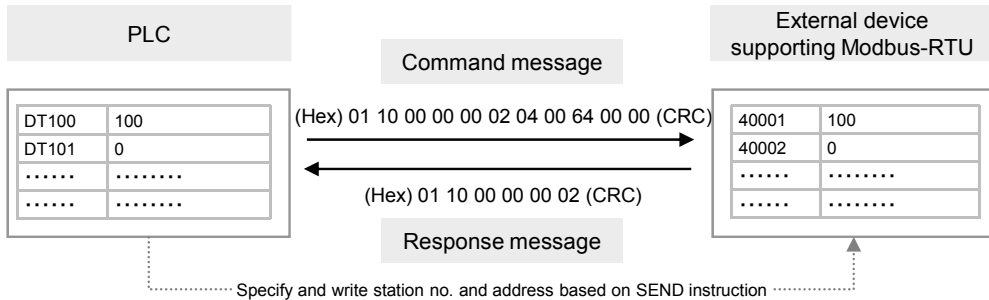 PLC
External device
supporting Modbus-RTU
Command message
(Hex) 01 10 00 00 00 02 04 00 64 00 00 (CRC)
DT100 100
DT101 0
...... ........
...... ........
40001 100
40002 0
...... ........
...... ........
(Hex) 01 10 00 00 00 02 (CRC)
Response message
Specify and write station no. and address based on SEND instruction